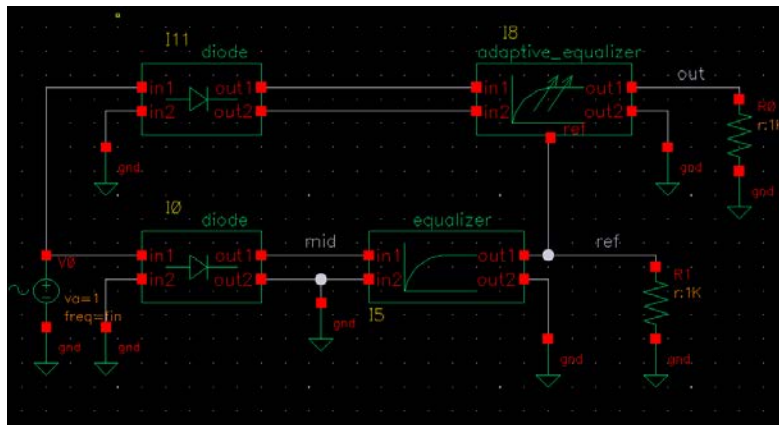 I11
diode
in1 out1
in2 out2
gnd
I8
adaptive_equalizer
in1 out1
in2 out2
ref
out
R0
r:1K
gnd
gnd
I0
diode
in1 out1
in2 out2
mid
equalizer
in1 out1
in2 out2
I5
ref
R1
r:1K
V0
va=1
freq=fin
gnd
gnd
gnd
gnd
gnd